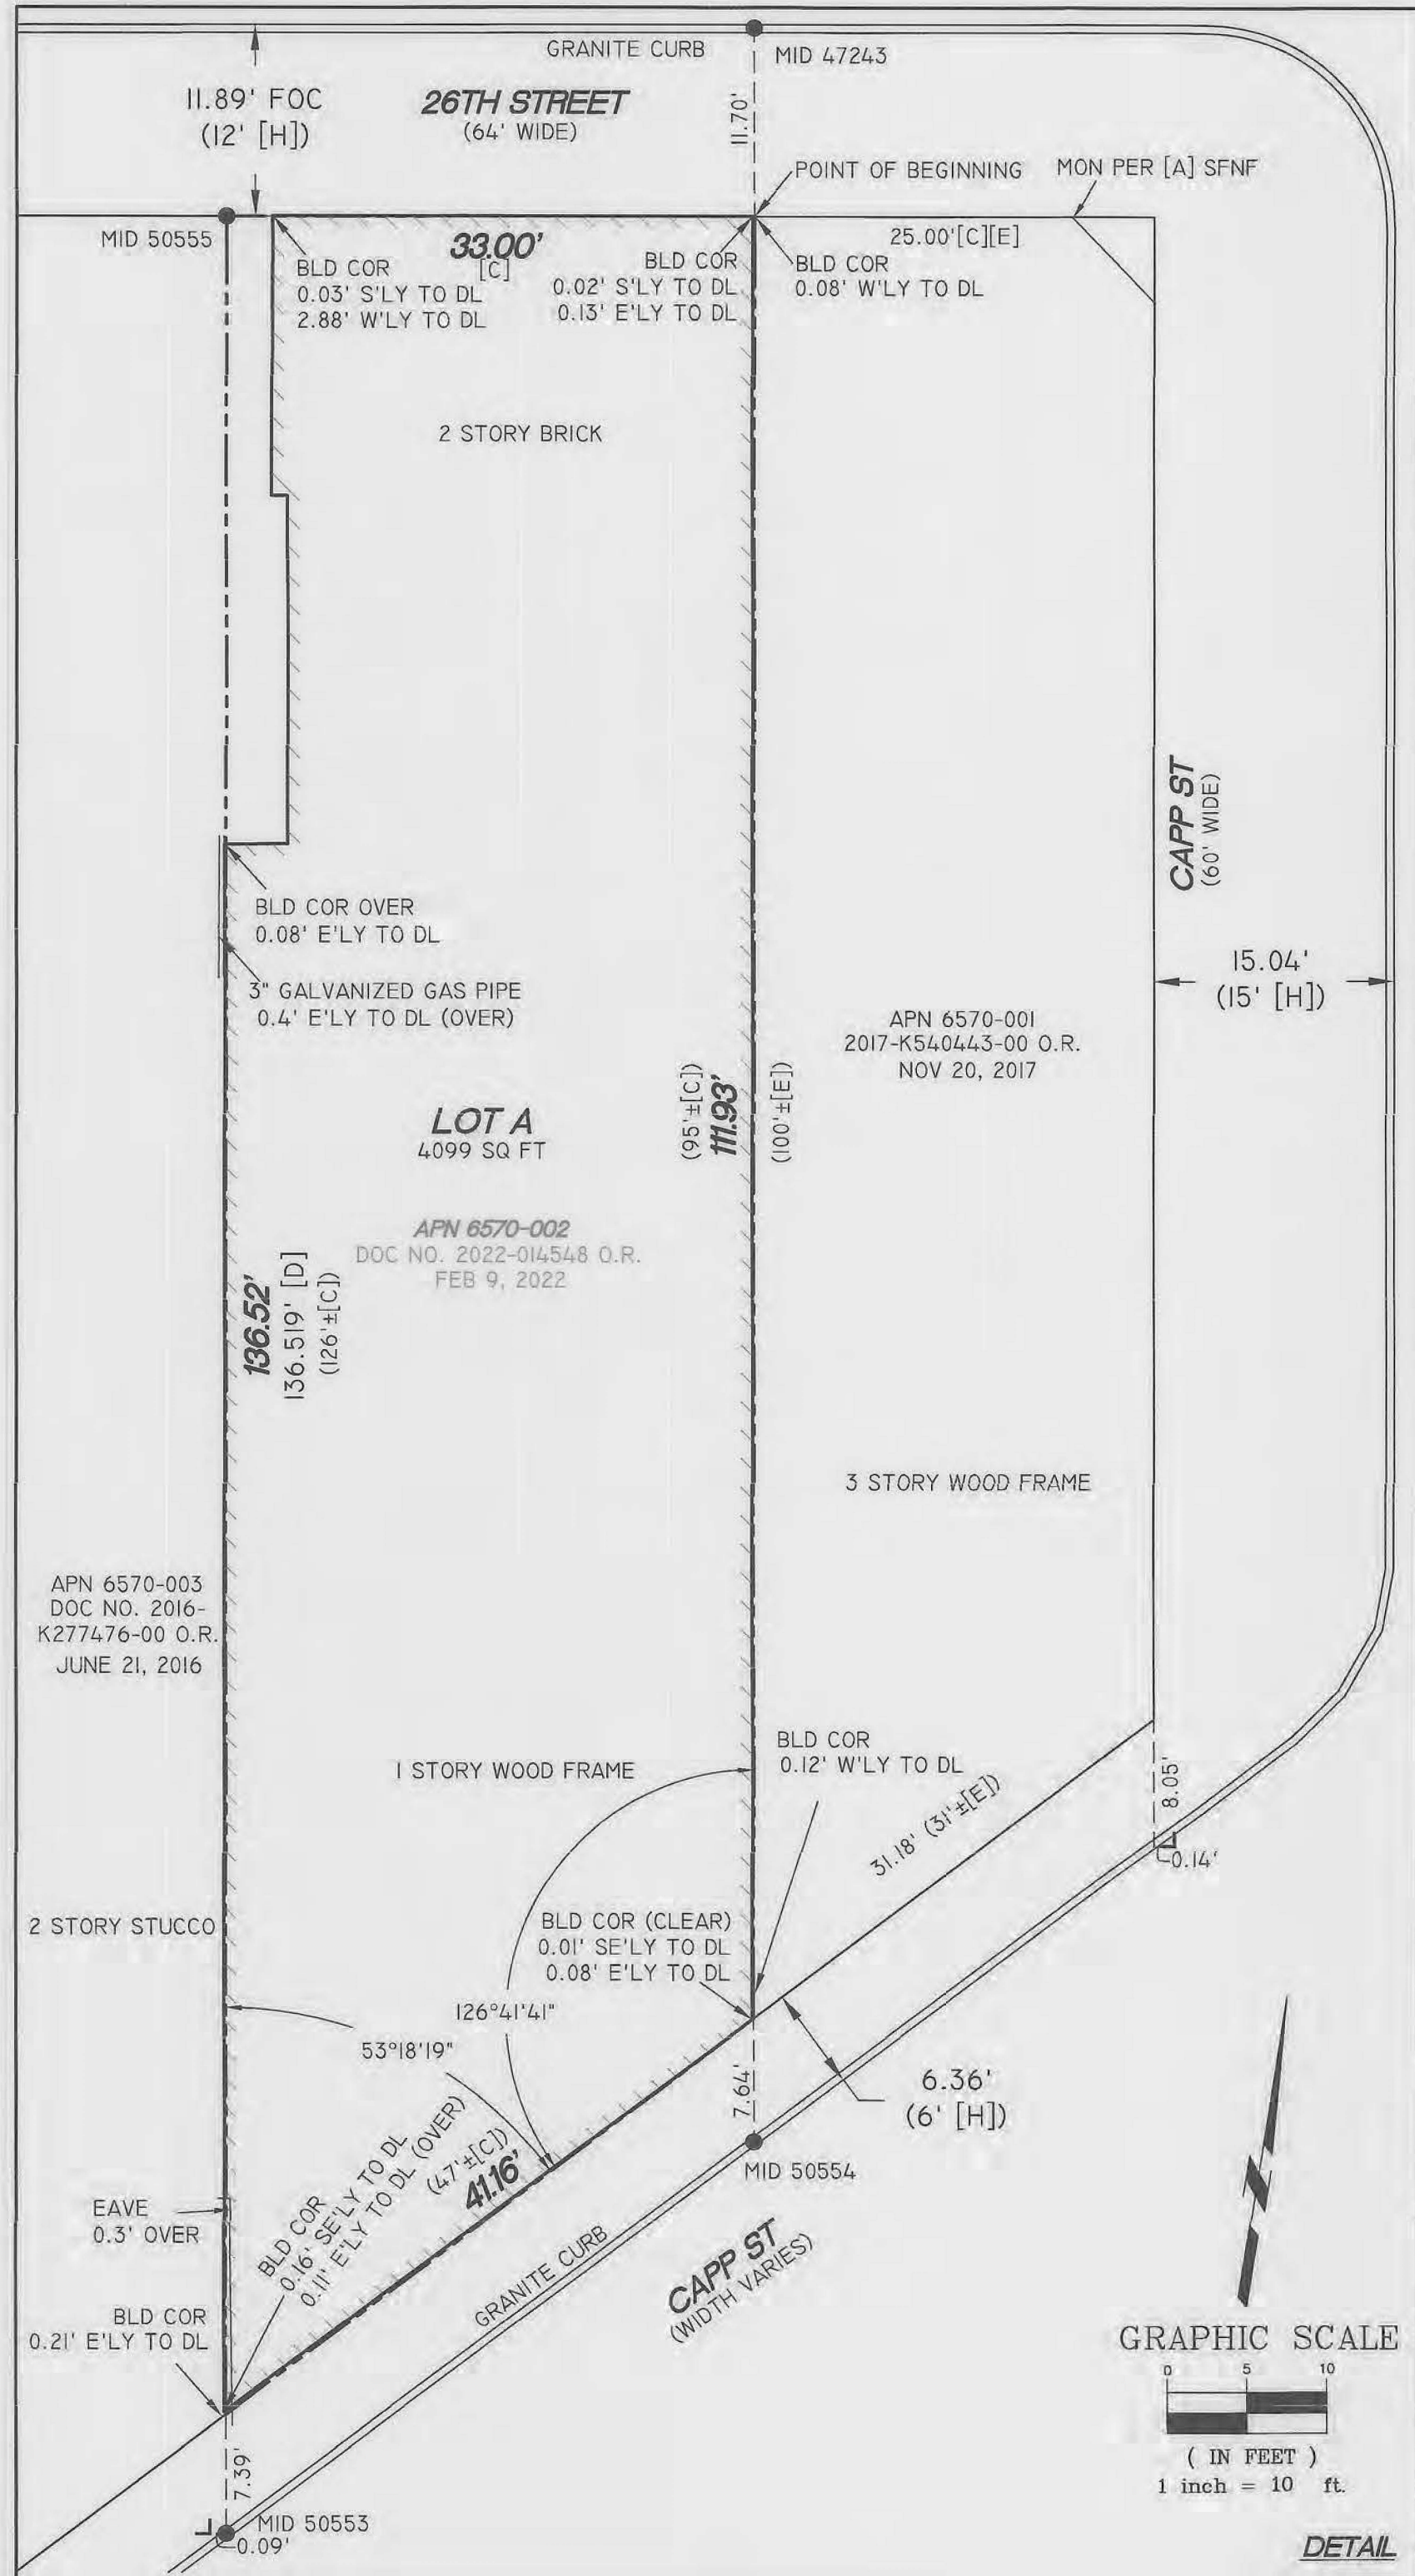 GRANITE CURB
MID 47243
11.89' FOC
(12' [H])
26TH STREET
(64' WIDE)
11.70'
POINT OF BEGINNING
MON PER [A] SFNF
MID 50555
33.00'
[C]
25.00'[C][E]
BLD COR
0.03' S'LY TO DL
2.88' W'LY TO DL
BLD COR
0.02' S'LY TO DL
0.13' E'LY TO DL
BLD COR
0.08' W'LY TO DL
2 STORY BRICK
CAPP ST
(60' WIDE)
BLD COR OVER
0.08' E'LY TO DL
15.04'
(15' [H])
3" GALVANIZED GAS PIPE
0.4' E'LY TO DL (OVER)
APN 6570-001
2017-K540443-00 O.R.
NOV 20, 2017
(95'±[C])
111.93'
(100'±[E])
LOT A
4099 SQ FT
APN 6570-002
DOC NO. 2022-014548 O.R.
FEB 9, 2022
136.52'
136.519' [D]
(126'±[C])
3 STORY WOOD FRAME
APN 6570-003
DOC NO. 2016-
K277476-00 O.R.
JUNE 21, 2016
1 STORY WOOD FRAME
BLD COR
0.12' W'LY TO DL
31.18' (31'±[E])
8.05'
0.14'
2 STORY STUCCO
BLD COR (CLEAR)
0.01' SE'LY TO DL
0.08' E'LY TO DL
126°41'41"
53°18'19"
7.64'
6.36'
(6' [H])
MID 50554
BLD COR
0.16' SE'LY TO DL
0.11' E'LY TO DL (OVER)
(47'±[C])
41.16'
EAVE
0.3' OVER
GRANITE CURB
CAPP ST
(WIDTH VARIES)
BLD COR
0.21' E'LY TO DL
7.39'
MID 50553
0.09'
N
GRAPHIC SCALE
0 5 10
( IN FEET )
1 inch = 10 ft.
DETAIL